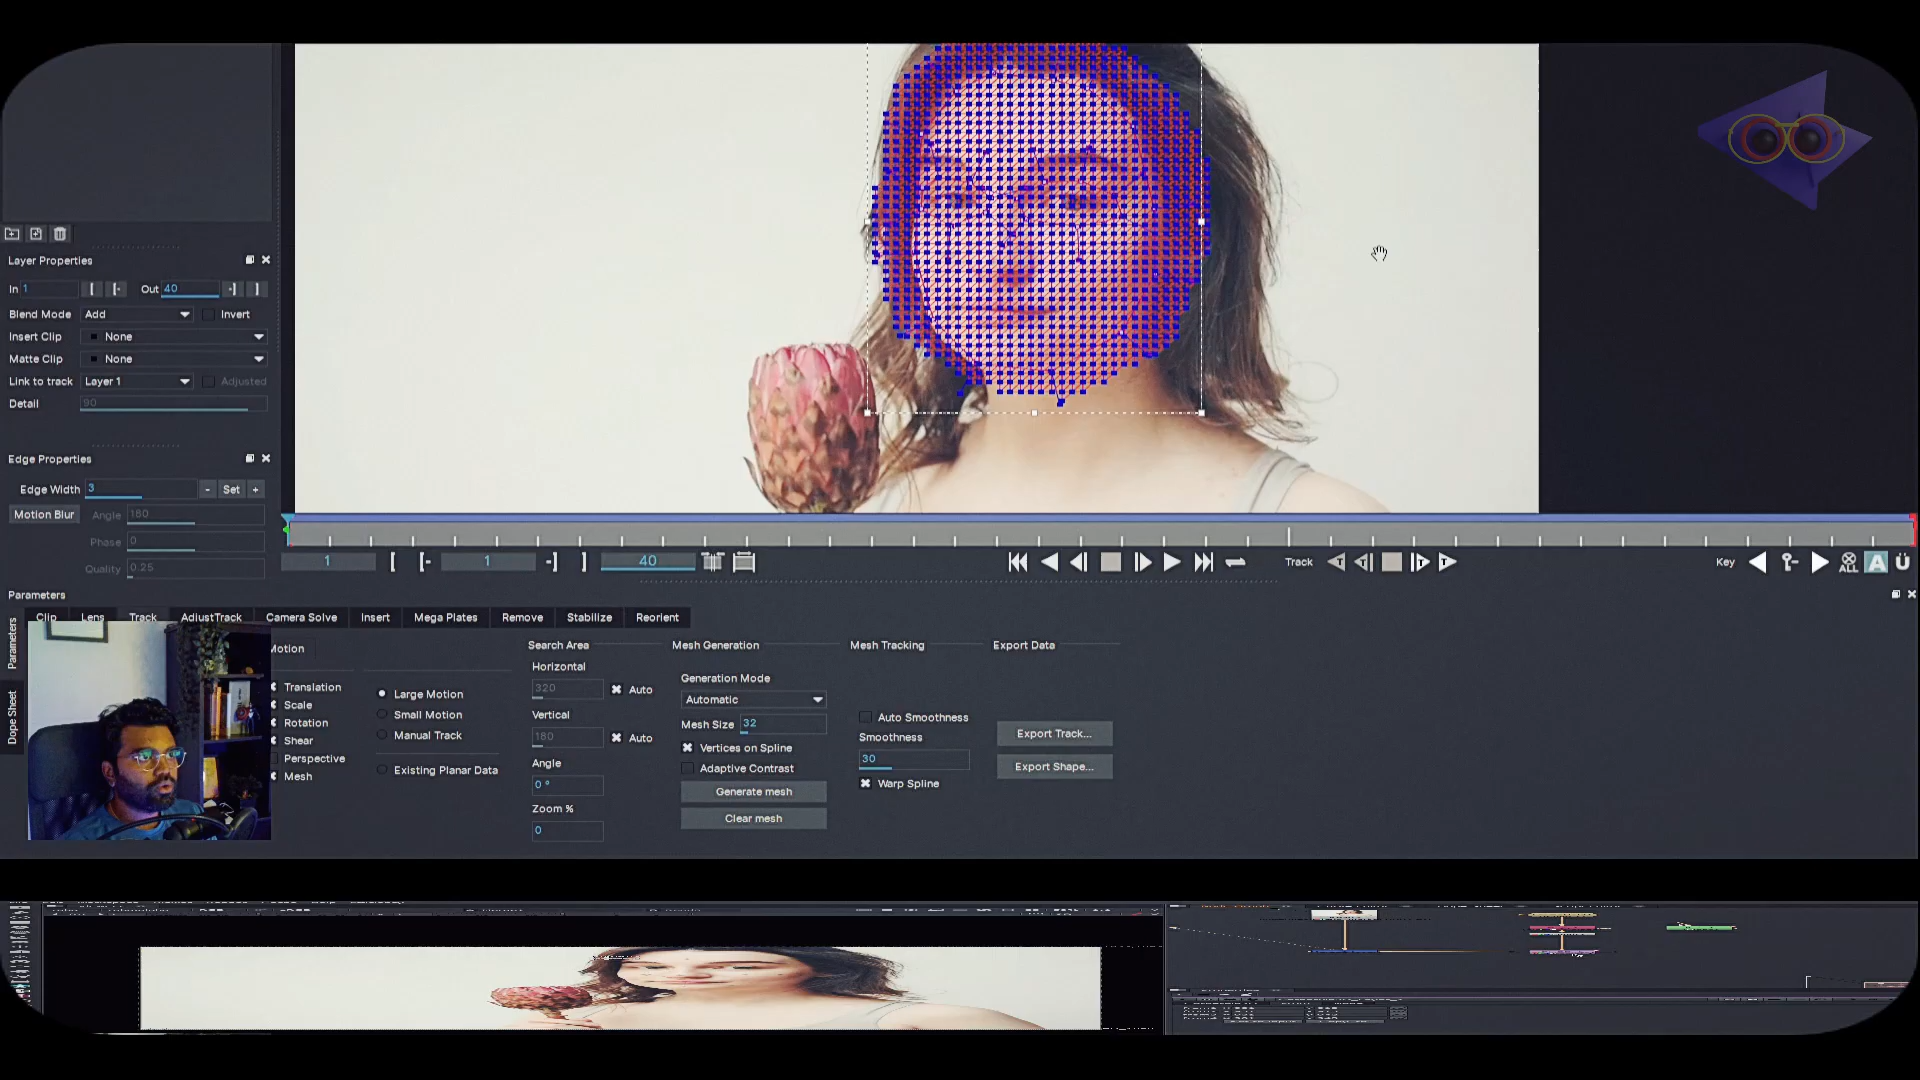 Layer Properties
In 1 [ [- Out 40 -] ]
Blend Mode Add Invert
Insert Clip None
Matte Clip None
Link to track Layer 1 Adjusted
Detail 90
Edge Properties
Edge Width 3 - Set +
Motion Blur Angle 180
Phase 0
Quality 0.25
1 [ [- 1 -] ] 40 Track Key ALL A
Parameters
Clip Lens Track AdjustTrack Camera Solve Insert Mega Plates Remove Stabilize Reorient
Parameters
Dope Sheet
Motion
Translation
Scale
Rotation
Shear
Perspective
Mesh
Large Motion
Small Motion
Manual Track
Existing Planar Data
Search Area
Horizontal
320 Auto
Vertical
180 Auto
Angle
0 °
Zoom %
0
Mesh Generation
Generation Mode
Automatic
Mesh Size 32
Vertices on Spline
Adaptive Contrast
Generate mesh
Clear mesh
Mesh Tracking
Auto Smoothness
Smoothness
30
Warp Spline
Export Data
Export Track...
Export Shape...